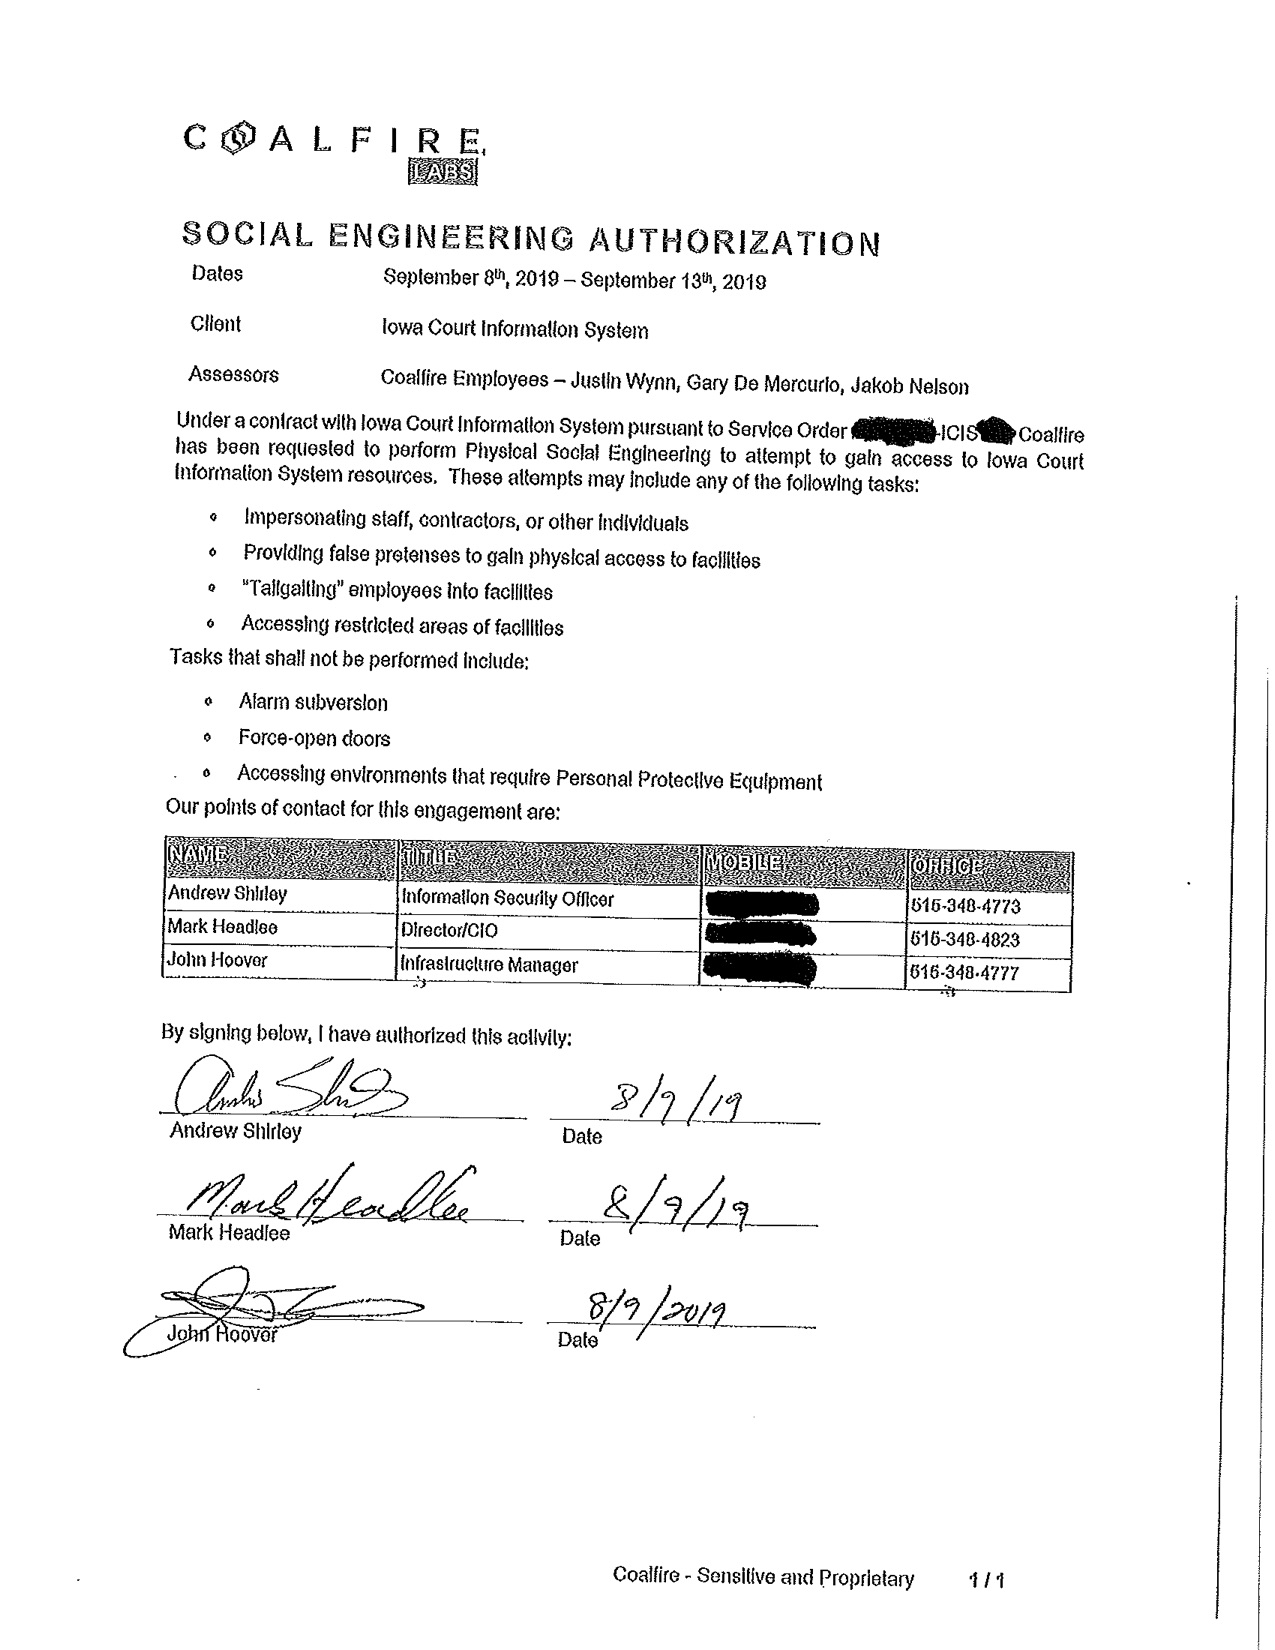 COALFIRE
LABS
SOCIAL ENGINEERING AUTHORIZATION
Dates September 8th, 2019 – September 13th, 2019
Client Iowa Court Information System
Assessors Coalfire Employees – Justin Wynn, Gary De Mercurio, Jakob Nelson
Under a contract with Iowa Court Information System pursuant to Service Order -ICIS Coalfire
has been requested to perform Physical Social Engineering to attempt to gain access to Iowa Court
Information System resources. These attempts may include any of the following tasks:
• Impersonating staff, contractors, or other individuals
• Providing false pretenses to gain physical access to facilities
• "Tailgaiting" employees into facilities
• Accessing restricted areas of facilities
Tasks that shall not be performed include:
• Alarm subversion
• Force-open doors
• Accessing environments that require Personal Protective Equipment
Our points of contact for this engagement are:
NAME TITLE MOBILE OFFICE
Andrew Shirley Information Security Officer 515-348-4773
Mark Headlee Director/CIO 515-348-4823
John Hoover Infrastructure Manager 515-348-4777
By signing below, I have authorized this activity:
8/9/19
Andrew Shirley Date
Mark Headlee 8/9/19
Mark Headlee Date
8/9/2019
John Hoover Date
Coalfire - Sensitive and Proprietary 1 / 1